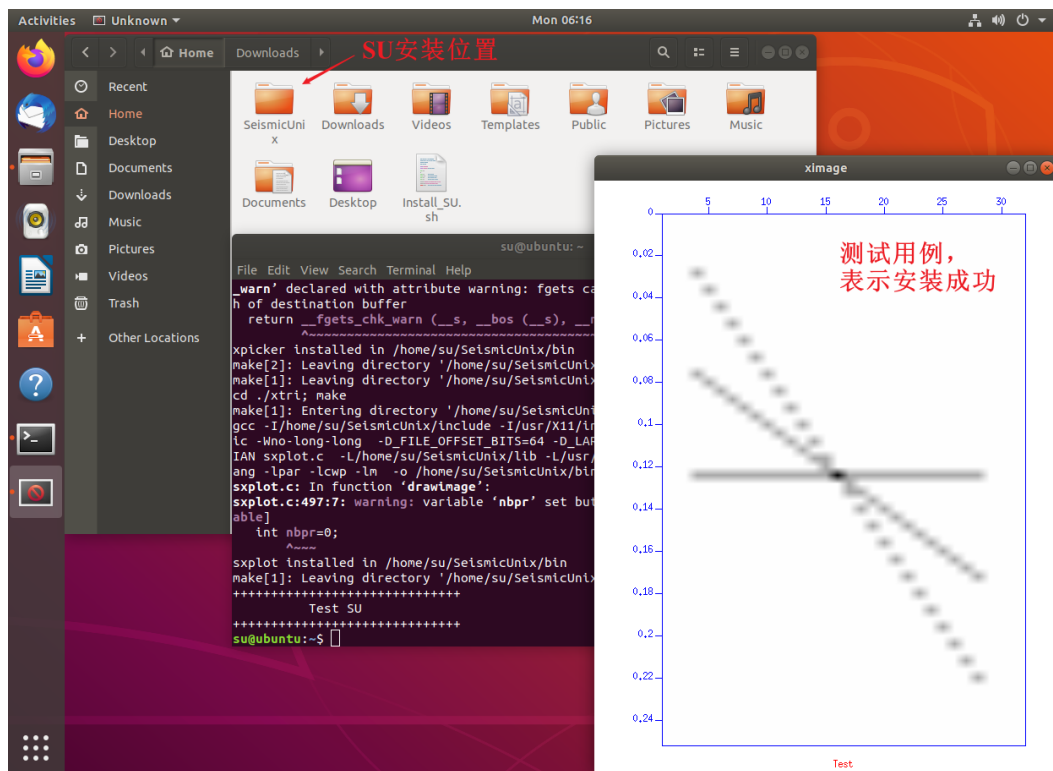 Activities
Unknown
Mon 06:16
Home
Downloads
SU安装位置
Recent
Home
Desktop
Documents
Downloads
Music
Pictures
Videos
Trash
Other Locations
SeismicUni
x
Downloads
Videos
Templates
Public
Pictures
Music
Documents
Desktop
Install_SU.
sh
su@ubuntu: ~
File Edit View Search Terminal Help
_warn’ declared with attribute warning: fgets ca
h of destination buffer
return __fgets_chk_warn (__s, __bos (__s), __n
^~~~~~~~~~~~~~~~~~~~~~~~~~~~~~~~~~~~~~~
xpicker installed in /home/su/SeismicUnix/bin
make[2]: Leaving directory '/home/su/SeismicUnix
make[1]: Leaving directory '/home/su/SeismicUnix
cd ./xtri; make
make[1]: Entering directory '/home/su/SeismicUni
gcc -I/home/su/SeismicUnix/include -I/usr/X11/in
ic -Wno-long-long -D_FILE_OFFSET_BITS=64 -D_LAR
IAN sxplot.c -L/home/su/SeismicUnix/lib -L/usr/
ang -lpar -lcwp -lm -o /home/su/SeismicUnix/bin
sxplot.c: In function ‘drawimage’:
sxplot.c:497:7: warning: variable ‘nbpr’ set but
able]
int nbpr=0;
^~~~
sxplot installed in /home/su/SeismicUnix/bin
make[1]: Leaving directory '/home/su/SeismicUnix
++++++++++++++++++++++++++++++
Test SU
++++++++++++++++++++++++++++++
su@ubuntu:~$
ximage
5 10 15 20 25 30
0
0.02
0.04
0.06
0.08
0.1
0.12
0.14
0.16
0.18
0.2
0.22
0.24
测试用例，
表示安装成功
Test